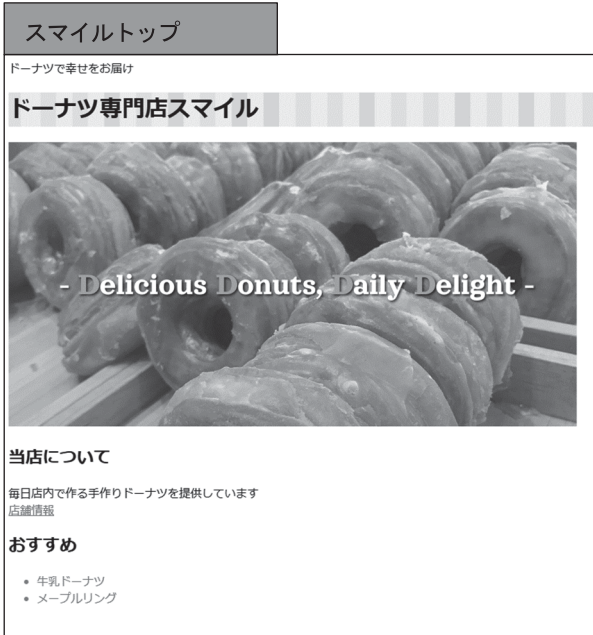 スマイルトップ
ドーナツで幸せをお届け
ドーナツ専門店スマイル
- Delicious Donuts, Daily Delight -
当店について
毎日店内で作る手作りドーナツを提供しています
店舗情報
おすすめ
• 牛乳ドーナツ
• メープルリング